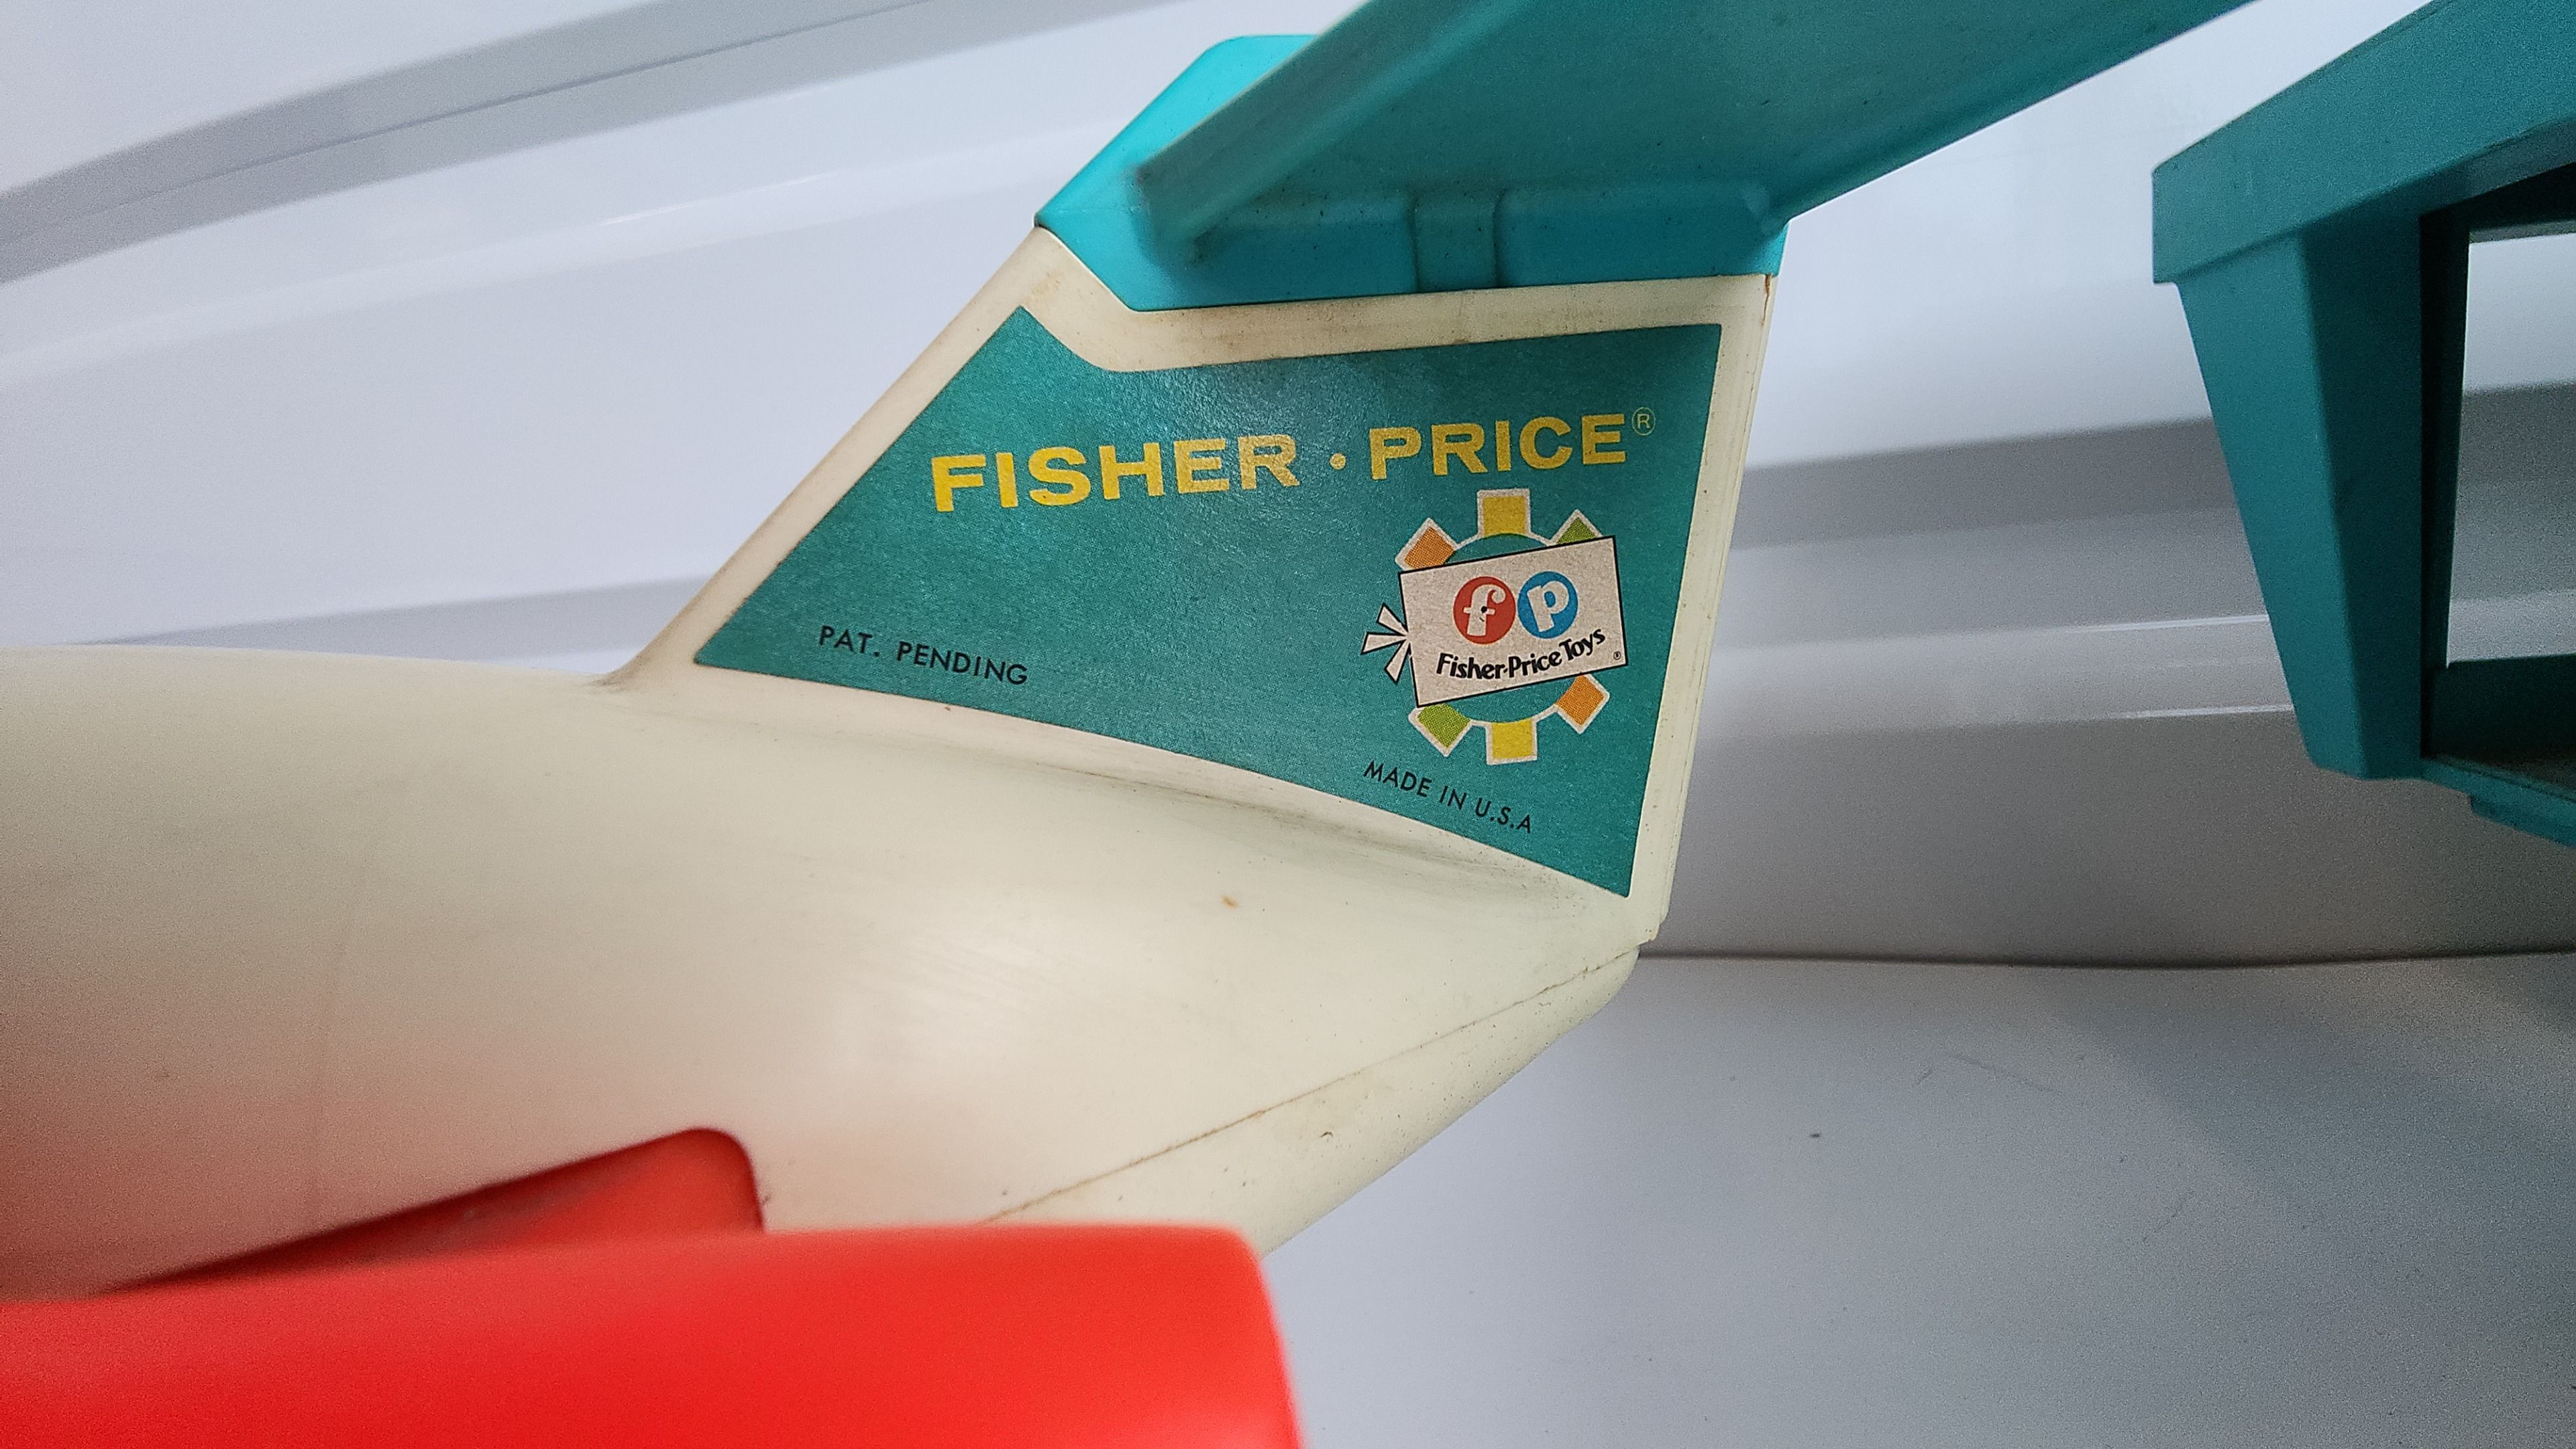 FISHER · PRICE®
fp
Fisher-Price Toys®
PAT. PENDING
MADE IN U.S.A